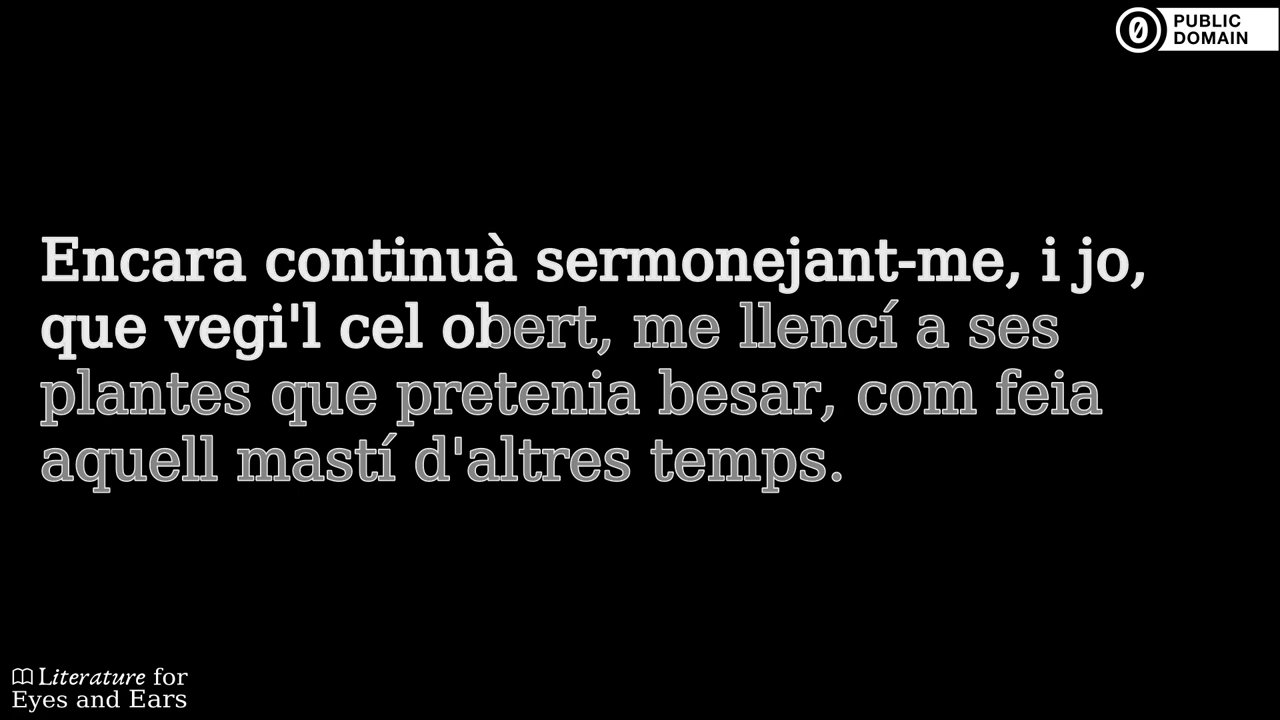 PUBLIC
DOMAIN
Encara continuà sermonejant-me, i jo,
que vegi'l cel obert, me llencí a ses
plantes que pretenia besar, com feia
aquell mastí d'altres temps.
Literature for
Eyes and Ears